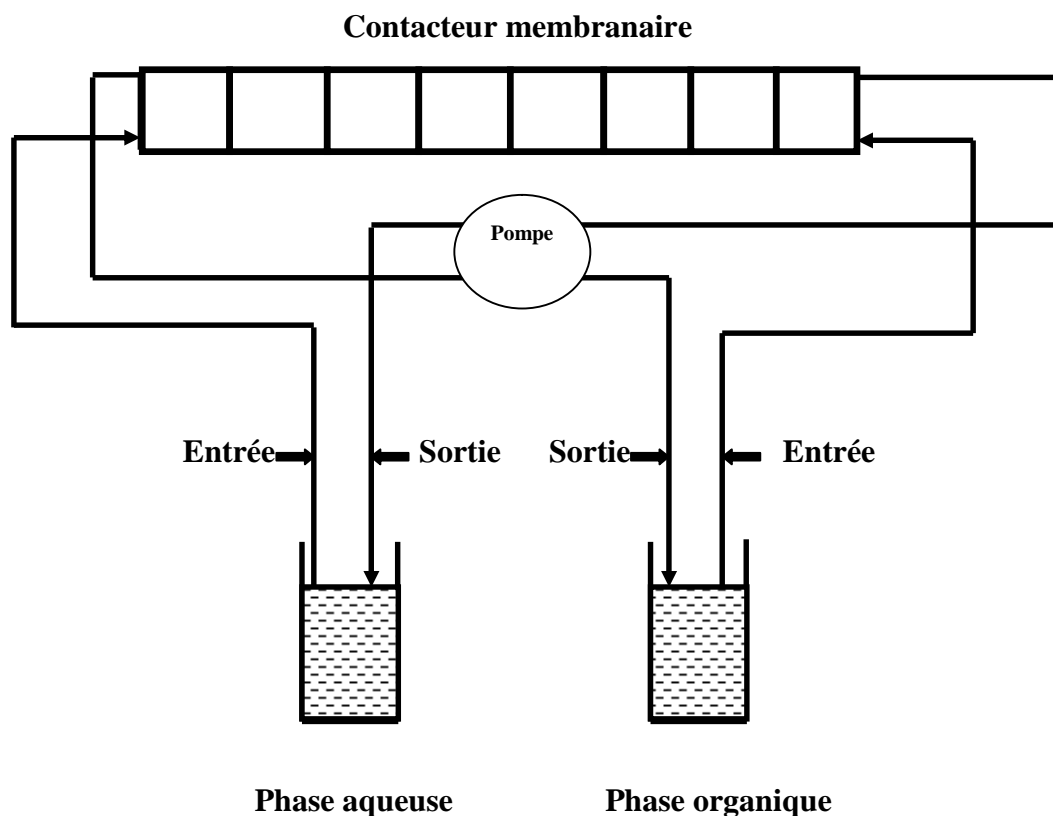 Contacteur membranaire
Pompe
Entrée
Sortie
Sortie
Entrée
Phase aqueuse
Phase organique